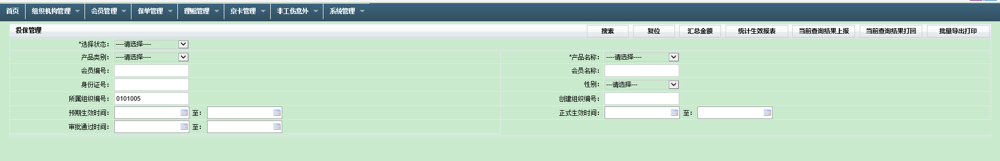 首页 组织机构管理 会员管理 保单管理 理赔管理 京卡管理 非工伤意外 系统管理
投保管理 搜索 复位 汇总金额 统计生效报表 当前查询结果上报 当前查询结果打回 批量导出打印
*选择状态： ----请选择----
产品类别： ----请选择---- *产品名称： ----请选择----
会员编号： 会员名称：
身份证号： 性别： ---请选择---
所属组织编号： 0101005 创建组织编号：
预期生效时间： 至： 正式生效时间： 至：
审批通过时间： 至：